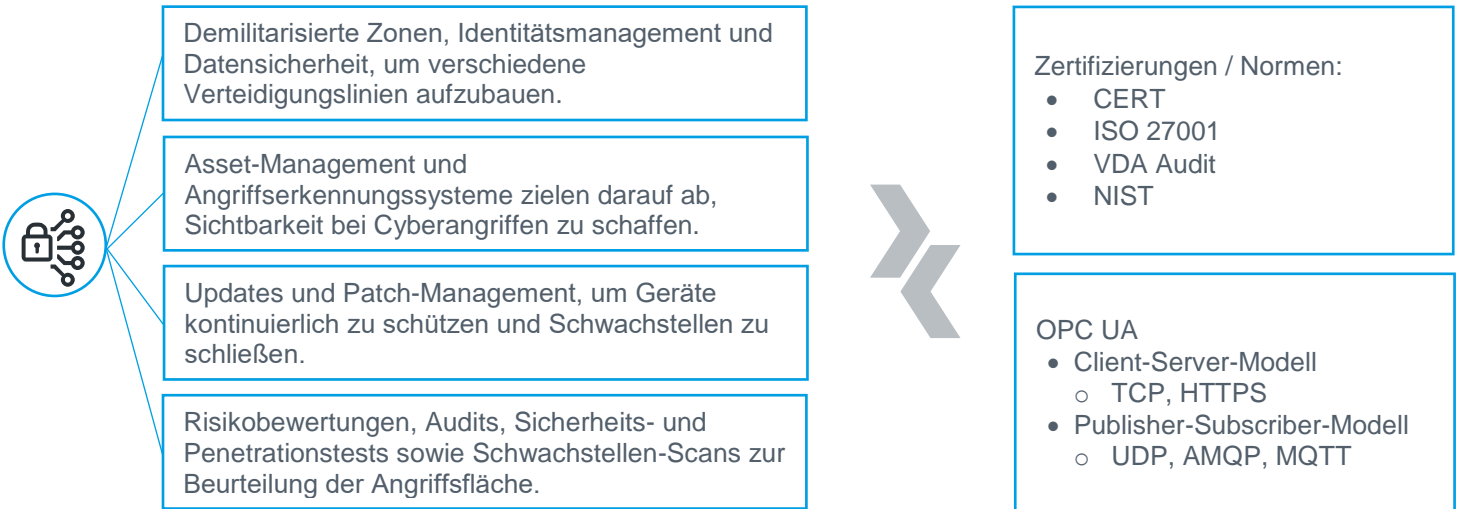 Demilitarisierte Zonen, Identitätsmanagement und
Datensicherheit, um verschiedene
Verteidigungslinien aufzubauen.
Asset-Management und
Angriffserkennungssysteme zielen darauf ab,
Sichtbarkeit bei Cyberangriffen zu schaffen.
Updates und Patch-Management, um Geräte
kontinuierlich zu schützen und Schwachstellen zu
schließen.
Risikobewertungen, Audits, Sicherheits- und
Penetrationstests sowie Schwachstellen-Scans zur
Beurteilung der Angriffsfläche.
Zertifizierungen / Normen:
• CERT
• ISO 27001
• VDA Audit
• NIST
OPC UA
• Client-Server-Modell
o TCP, HTTPS
• Publisher-Subscriber-Modell
o UDP, AMQP, MQTT